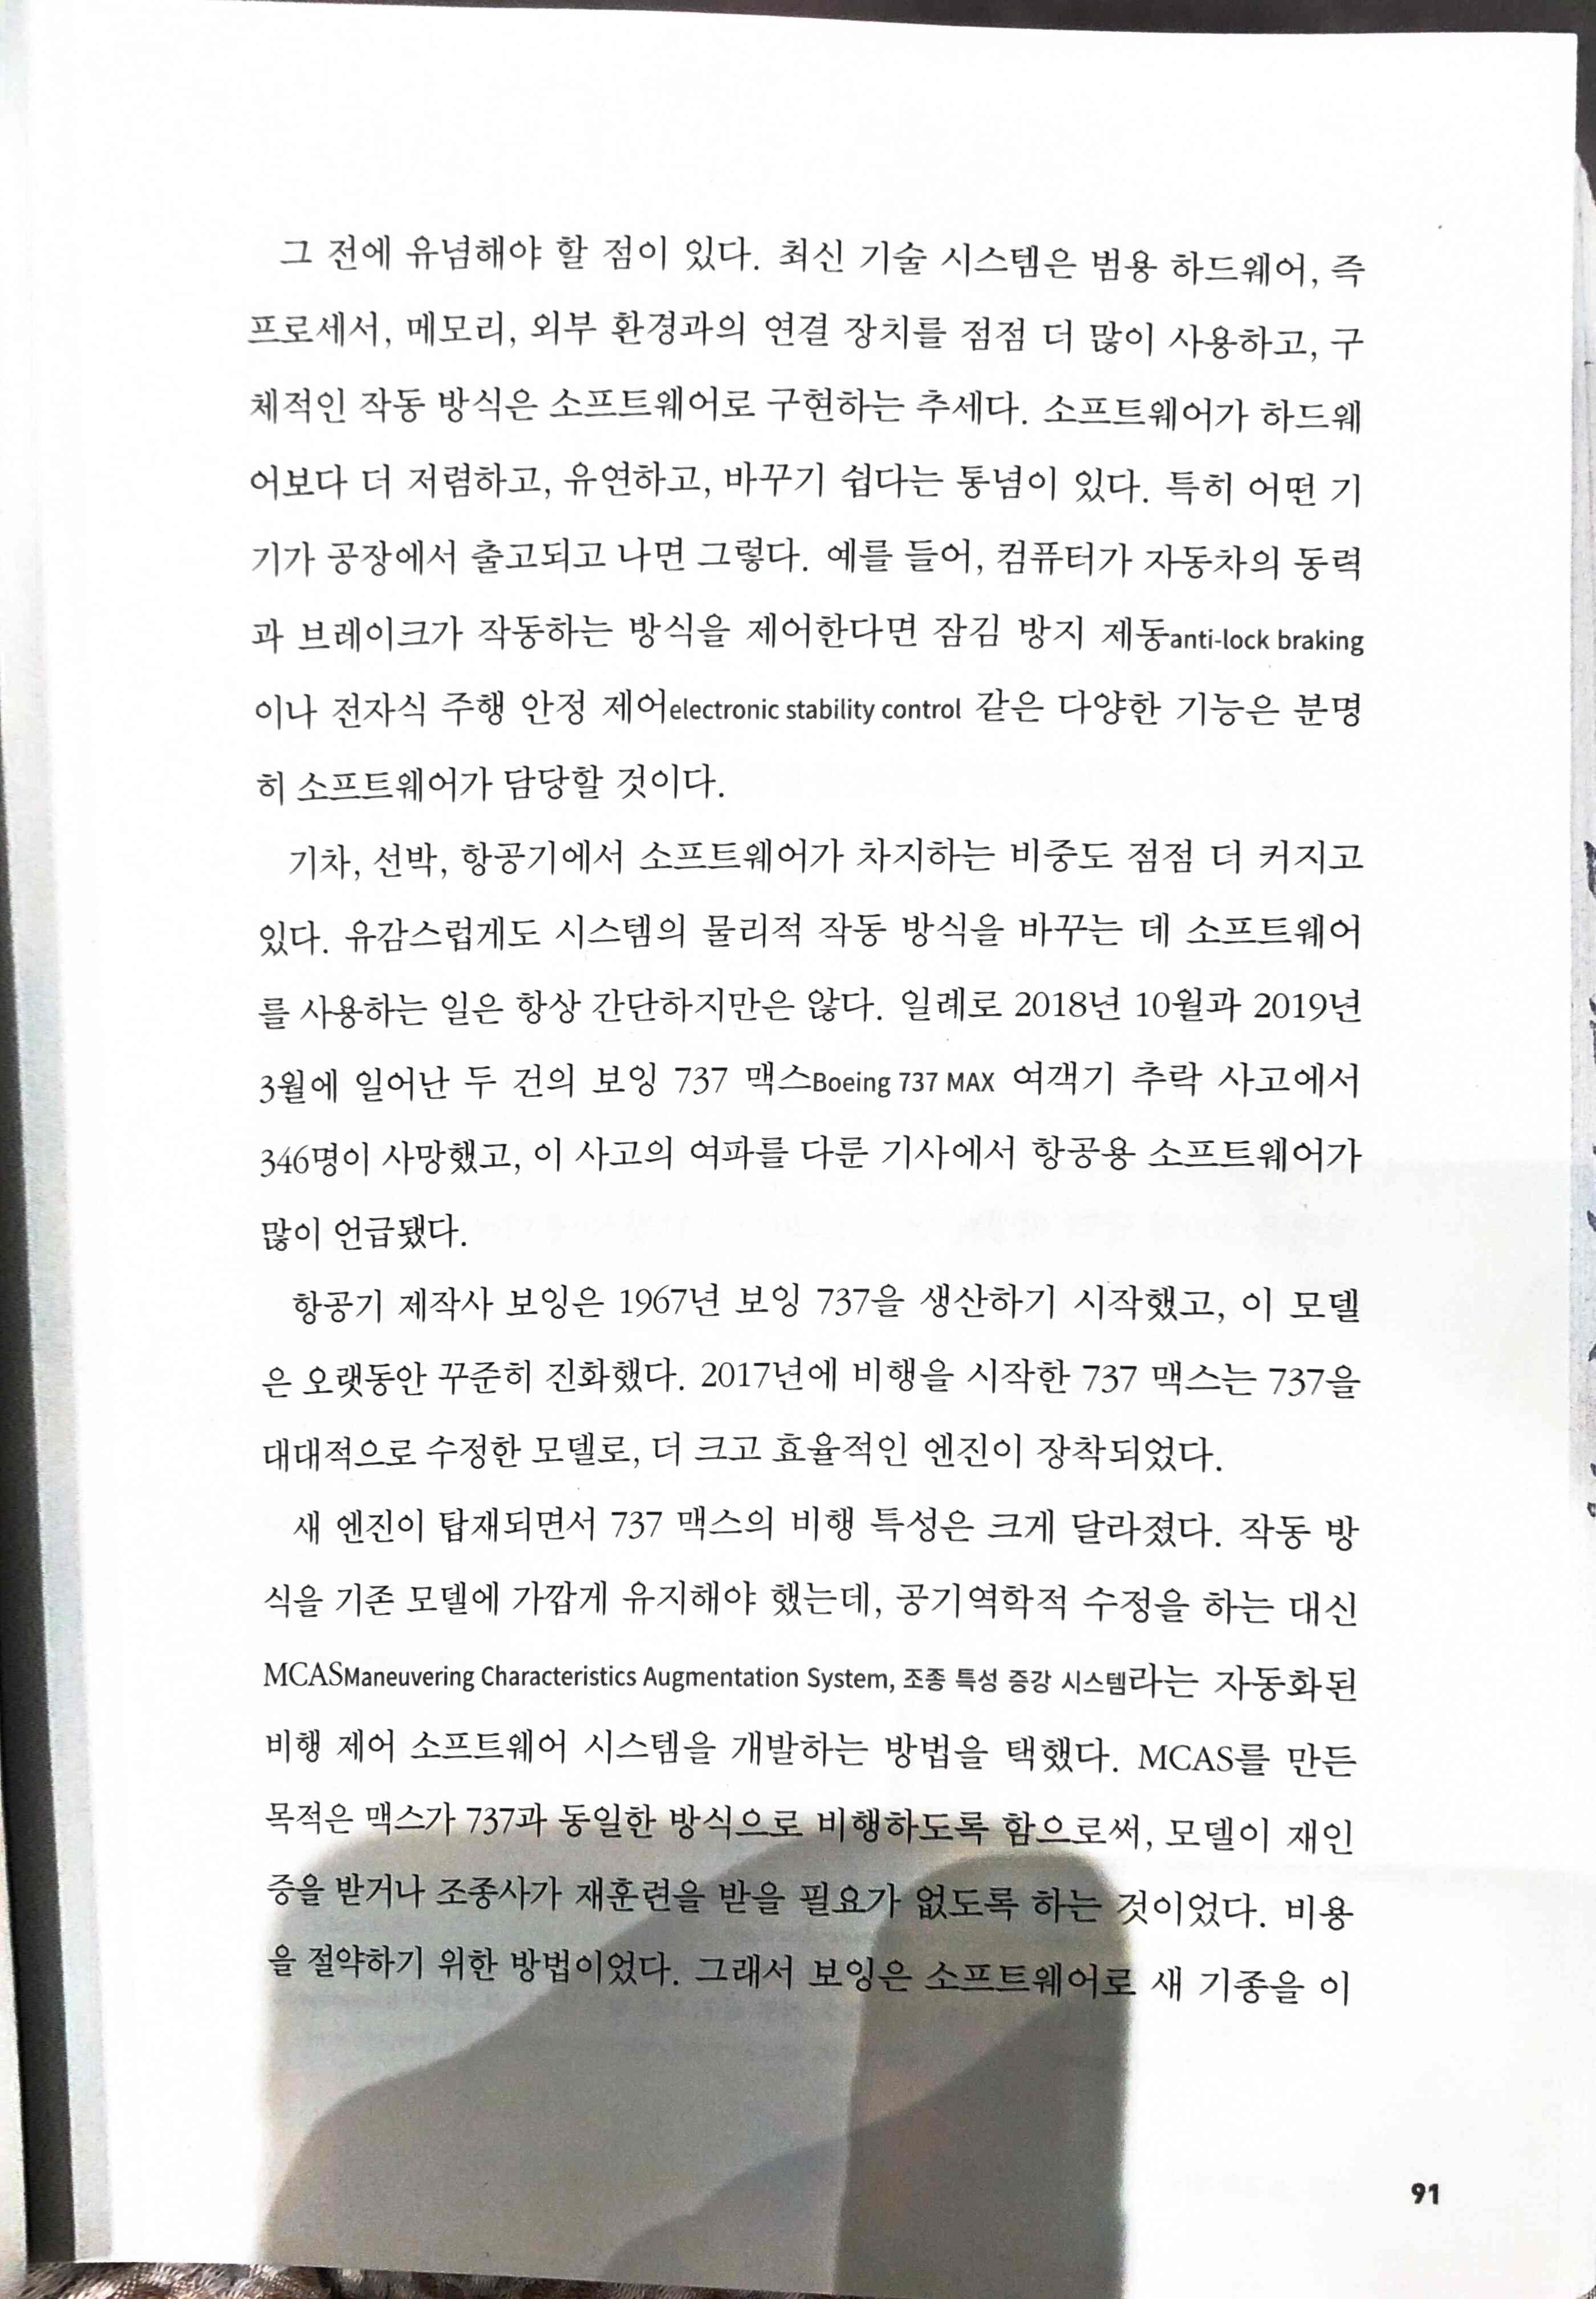 그 전에 유념해야 할 점이 있다. 최신 기술 시스템은 범용 하드웨어, 즉
프로세서, 메모리, 외부 환경과의 연결 장치를 점점 더 많이 사용하고, 구
체적인 작동 방식은 소프트웨어로 구현하는 추세다. 소프트웨어가 하드웨
어보다 더 저렴하고, 유연하고, 바꾸기 쉽다는 통념이 있다. 특히 어떤 기
기가 공장에서 출고되고 나면 그렇다. 예를 들어, 컴퓨터가 자동차의 동력
과 브레이크가 작동하는 방식을 제어한다면 잠김 방지 제동anti-lock braking
이나 전자식 주행 안정 제어electronic stability control 같은 다양한 기능은 분명
히 소프트웨어가 담당할 것이다.
기차, 선박, 항공기에서 소프트웨어가 차지하는 비중도 점점 더 커지고
있다. 유감스럽게도 시스템의 물리적 작동 방식을 바꾸는 데 소프트웨어
를 사용하는 일은 항상 간단하지만은 않다. 일례로 2018년 10월과 2019년
3월에 일어난 두 건의 보잉 737 맥스Boeing 737 MAX 여객기 추락 사고에서
346명이 사망했고, 이 사고의 여파를 다룬 기사에서 항공용 소프트웨어가
많이 언급됐다.
항공기 제작사 보잉은 1967년 보잉 737을 생산하기 시작했고, 이 모델
은 오랫동안 꾸준히 진화했다. 2017년에 비행을 시작한 737 맥스는 737을
대대적으로 수정한 모델로, 더 크고 효율적인 엔진이 장착되었다.
새 엔진이 탑재되면서 737 맥스의 비행 특성은 크게 달라졌다. 작동 방
식을 기존 모델에 가깝게 유지해야 했는데, 공기역학적 수정을 하는 대신
MCASManeuvering Characteristics Augmentation System, 조종 특성 증강 시스템라는 자동화된
비행 제어 소프트웨어 시스템을 개발하는 방법을 택했다. MCAS를 만든
목적은 맥스가 737과 동일한 방식으로 비행하도록 함으로써, 모델이 재인
증을 받거나 조종사가 재훈련을 받을 필요가 없도록 하는 것이었다. 비용
을 절약하기 위한 방법이었다. 그래서 보잉은 소프트웨어로 새 기종을 이
91